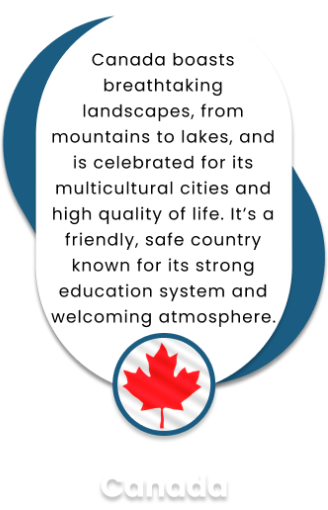 Canada boasts
breathtaking
landscapes, from
mountains to lakes, and
is celebrated for its
multicultural cities and
high quality of life. It’s a
friendly, safe country
known for its strong
education system and
welcoming atmosphere.
Canada